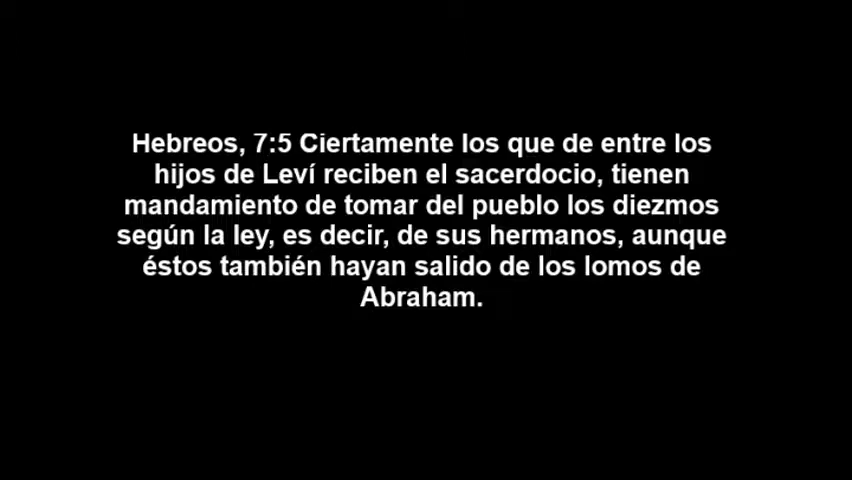 Hebreos, 7:5 Ciertamente los que de entre los
hijos de Leví reciben el sacerdocio, tienen
mandamiento de tomar del pueblo los diezmos
según la ley, es decir, de sus hermanos, aunque
éstos también hayan salido de los lomos de
Abraham.